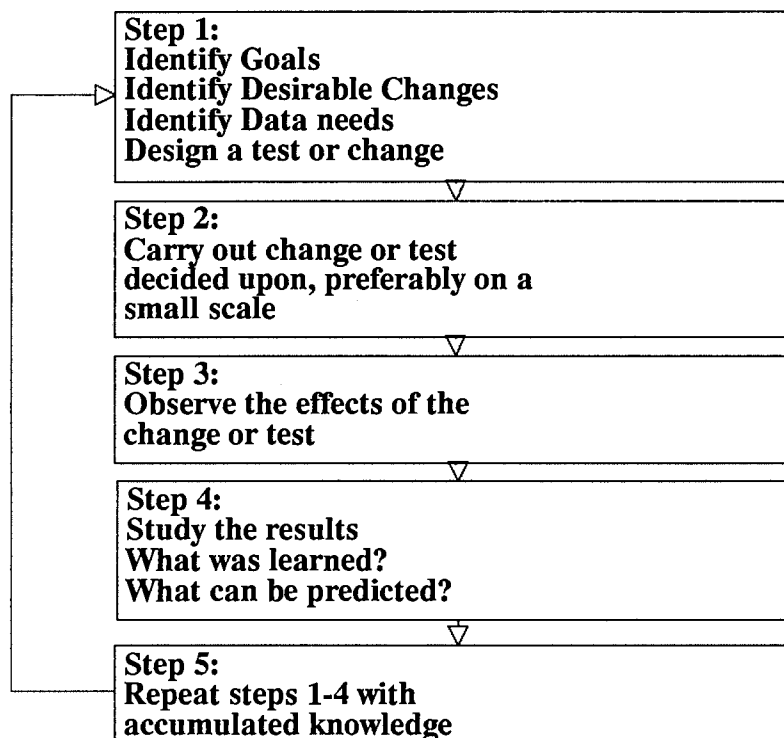 Step 1:
Identify Goals
Identify Desirable Changes
Identify Data needs
Design a test or change
Step 2:
Carry out change or test
decided upon, preferably on a
small scale
Step 3:
Observe the effects of the
change or test
Step 4:
Study the results
What was learned?
What can be predicted?
Step 5:
Repeat steps 1-4 with
accumulated knowledge